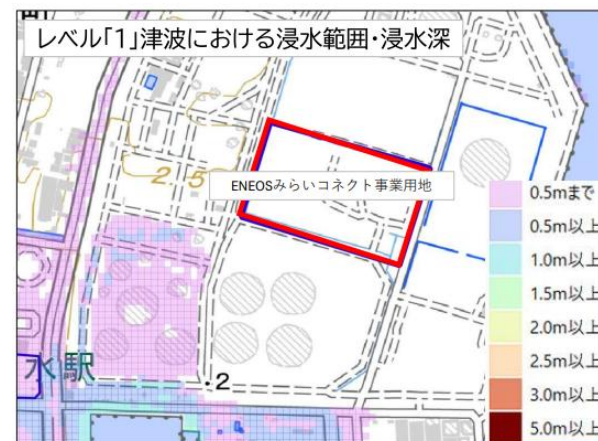 レベル「1」津波における浸水範囲・浸水深
2.5
ENEOSみらいコネクト事業用地
0.5mまで
0.5m以上
1.0m以上
1.5m以上
2.0m以上
2.5m以上
3.0m以上
5.0m以上
水駅
・2